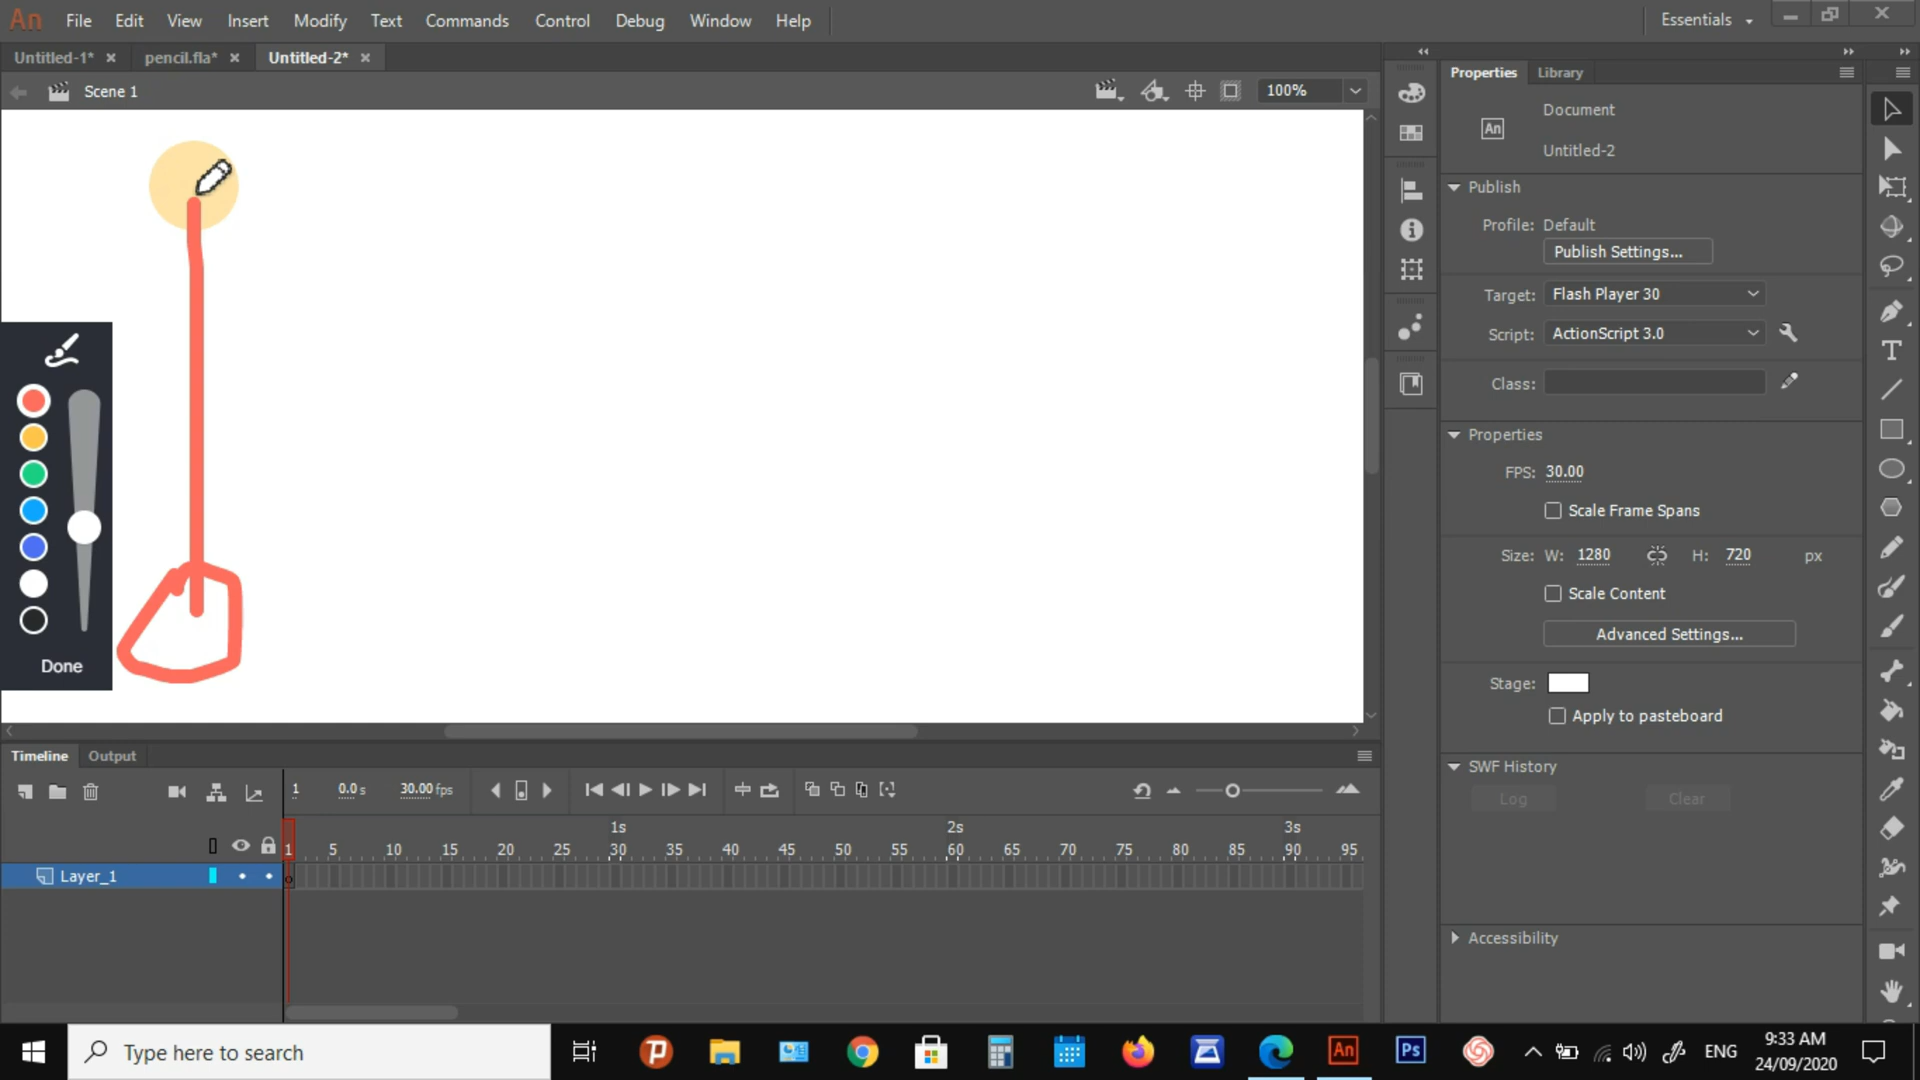 An File Edit View Insert Modify Text Commands Control Debug Window Help Essentials
Untitled-1* pencil.fla* Untitled-2*
Scene 1 100%
Done
Properties Library
An Document
Untitled-2
Publish
Profile: Default
Publish Settings...
Target: Flash Player 30
Script: ActionScript 3.0
Class:
Properties
FPS: 30.00
Scale Frame Spans
Size: W: 1280 H: 720 px
Scale Content
Advanced Settings...
Stage:
Apply to pasteboard
SWF History
Log Clear
Accessibility
Timeline Output
1 0.0 s 30.00 fps
1s 2s 3s
1 5 10 15 20 25 30 35 40 45 50 55 60 65 70 75 80 85 90 95
Layer_1
Type here to search
An Ps
ENG
9:33 AM
24/09/2020